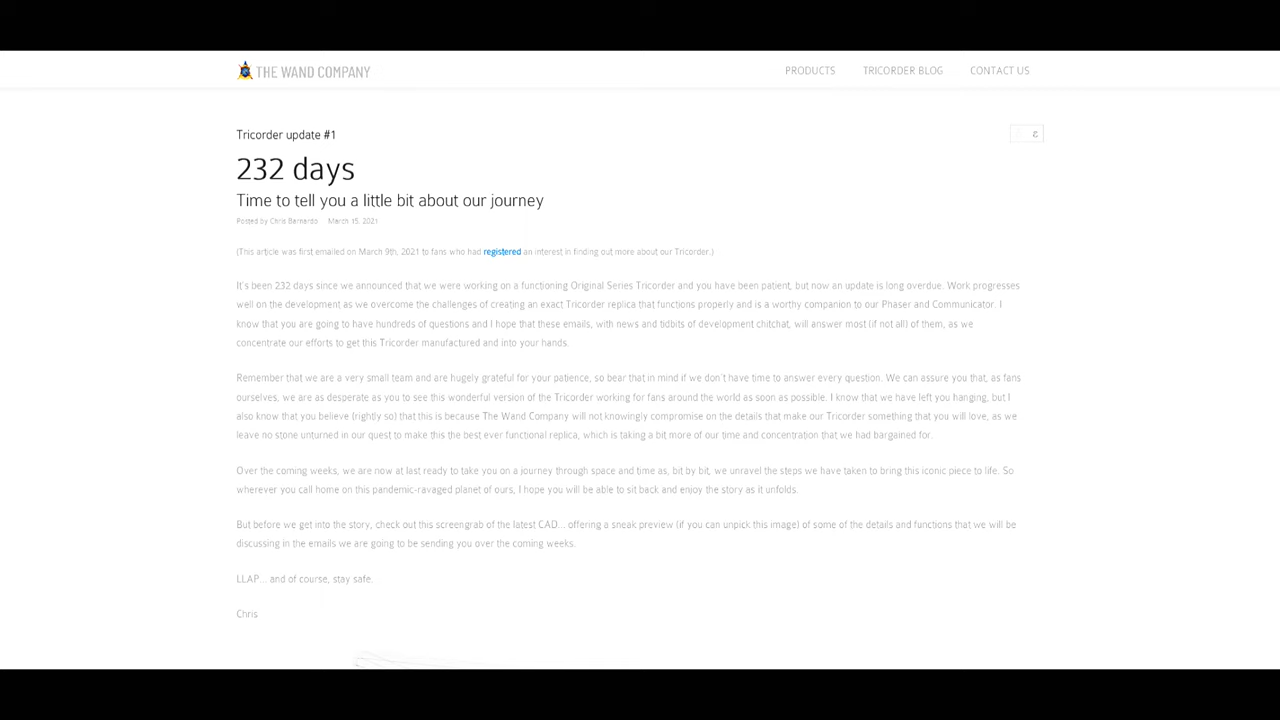 THE WAND COMPANY
PRODUCTS TRICORDER BLOG CONTACT US
Tricorder update #1
232 days
Time to tell you a little bit about our journey
Posted by Chris Barnardo March 15, 2021
(This article was first emailed on March 9th, 2021 to fans who had registered an interest in finding out more about our Tricorder.)
It's been 232 days since we announced that we were working on a functioning Original Series Tricorder and you have been patient, but now an update is long overdue. Work progresses
well on the development as we overcome the challenges of creating an exact Tricorder replica that functions properly and is a worthy companion to our Phaser and Communicator. I
know that you are going to have hundreds of questions and I hope that these emails, with news and tidbits of development chitchat, will answer most (if not all) of them, as we
concentrate our efforts to get this Tricorder manufactured and into your hands.
Remember that we are a very small team and are hugely grateful for your patience, so bear that in mind if we don't have time to answer every question. We can assure you that, as fans
ourselves, we are as desperate as you to see this wonderful version of the Tricorder working for fans around the world as soon as possible. I know that we have left you hanging, but I
also know that you believe (rightly so) that this is because The Wand Company will not knowingly compromise on the details that make our Tricorder something that you will love, as we
leave no stone unturned in our quest to make this the best ever functional replica, which is taking a bit more of our time and concentration that we had bargained for.
Over the coming weeks, we are now at last ready to take you on a journey through space and time as, bit by bit, we unravel the steps we have taken to bring this iconic piece to life. So
wherever you call home on this pandemic-ravaged planet of ours, I hope you will be able to sit back and enjoy the story as it unfolds.
But before we get into the story, check out this screengrab of the latest CAD... offering a sneak preview (if you can unpick this image) of some of the details and functions that we will be
discussing in the emails we are going to be sending you over the coming weeks.
LLAP... and of course, stay safe.
Chris